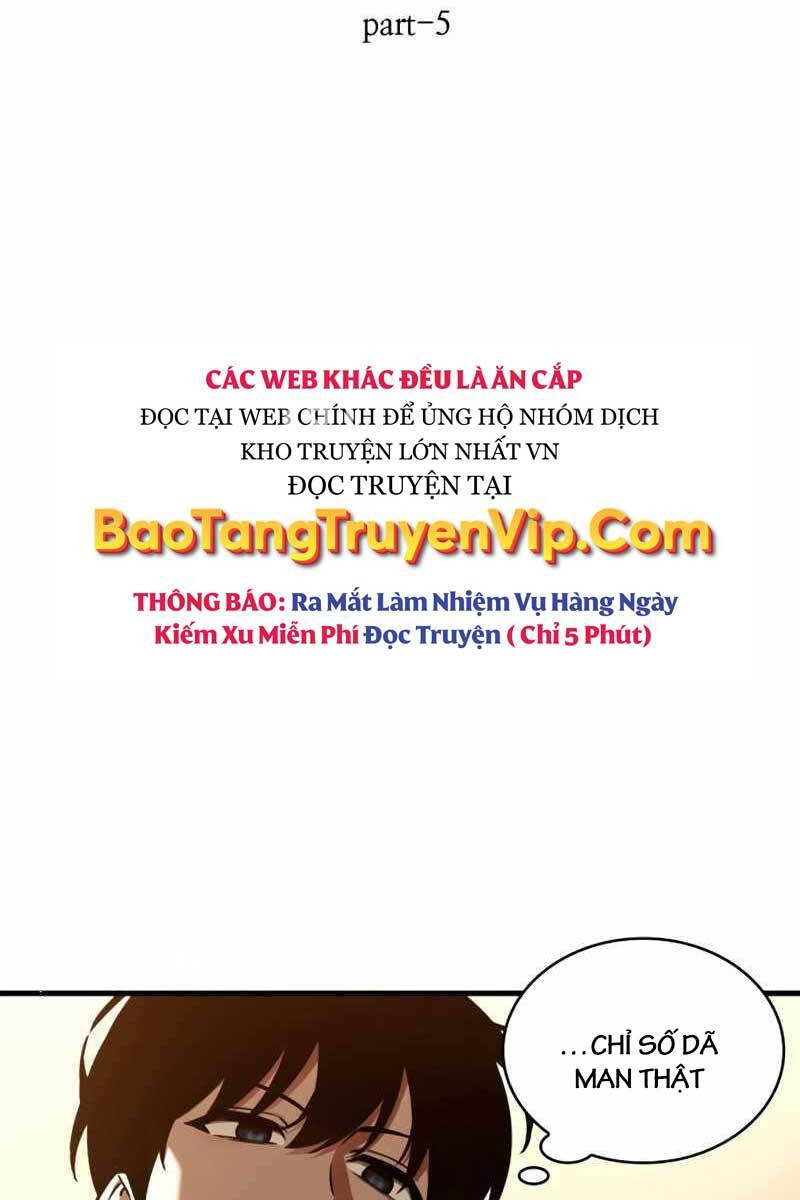 part-5
CÁC WEB KHÁC ĐỀU LÀ ĂN CẮP
ĐỌC TẠI WEB CHÍNH ĐỂ ỦNG HỘ NHÓM DỊCH
KHO TRUYỆN LỚN NHẤT VN
ĐỌC TRUYỆN TẠI
BaoTangTruyenVip.Com
THÔNG BÁO: Ra Mắt Làm Nhiệm Vụ Hàng Ngày
Kiếm Xu Miễn Phí Đọc Truyện ( Chỉ 5 Phút)
...CHỈ SỐ DÃ
MAN THẬT